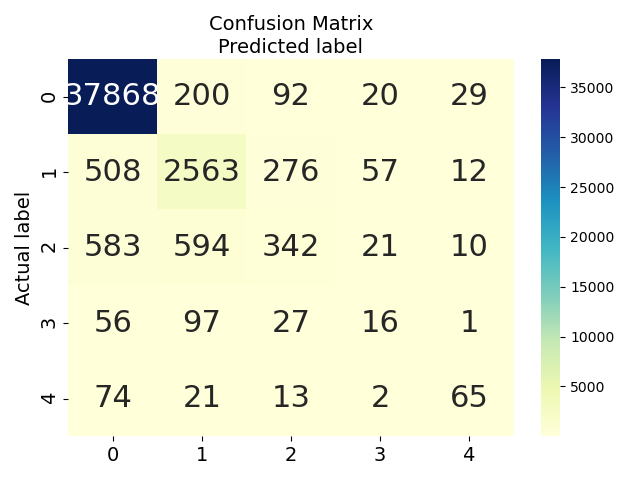 Confusion Matrix
Predicted label
Actual label
0 37868 200 92 20 29
1 508 2563 276 57 12
2 583 594 342 21 10
3 56 97 27 16 1
4 74 21 13 2 65
0 1 2 3 4
35000
30000
25000
20000
15000
10000
5000